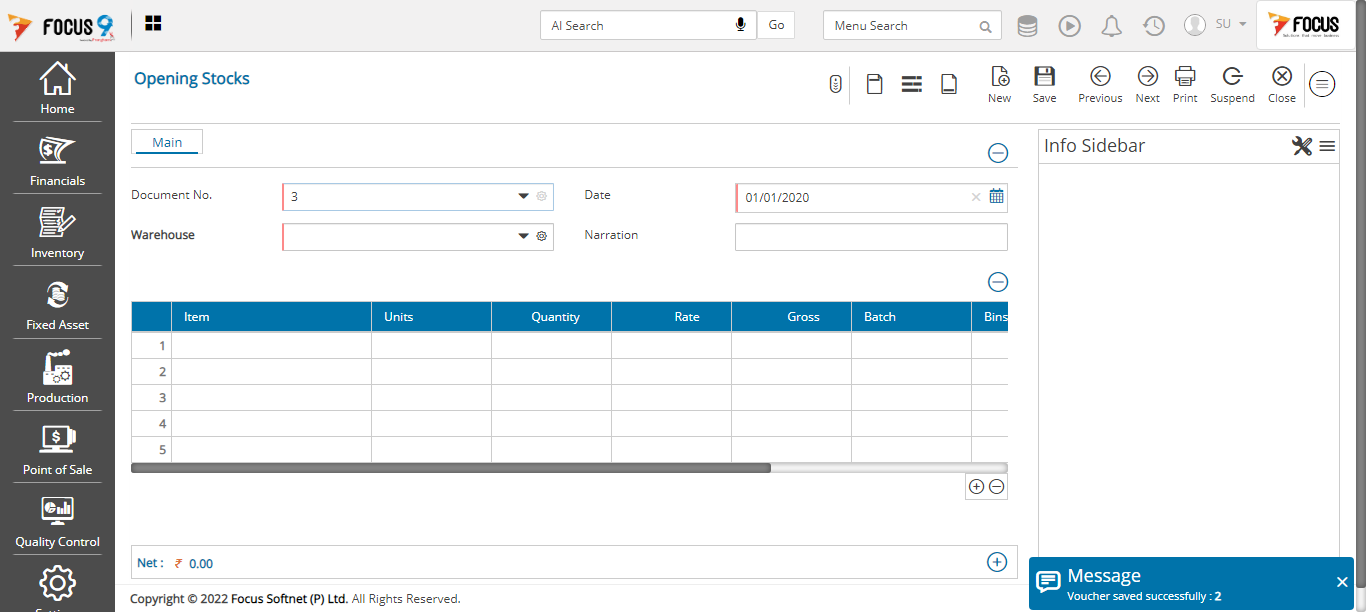 FOCUS 9
AI Search
Go
Menu Search
SU
FOCUS
Home
Financials
Inventory
Fixed Asset
Production
Point of Sale
Quality Control
Opening Stocks
New
Save
Previous
Next
Print
Suspend
Close
Main
Document No.
3
Date
01/01/2020
Warehouse
Narration
Item Units Quantity Rate Gross Batch Bins
1
2
3
4
5
Net : ₹ 0.00
Info Sidebar
Message
Voucher saved successfully : 2
Copyright © 2022 Focus Softnet (P) Ltd. All Rights Reserved.